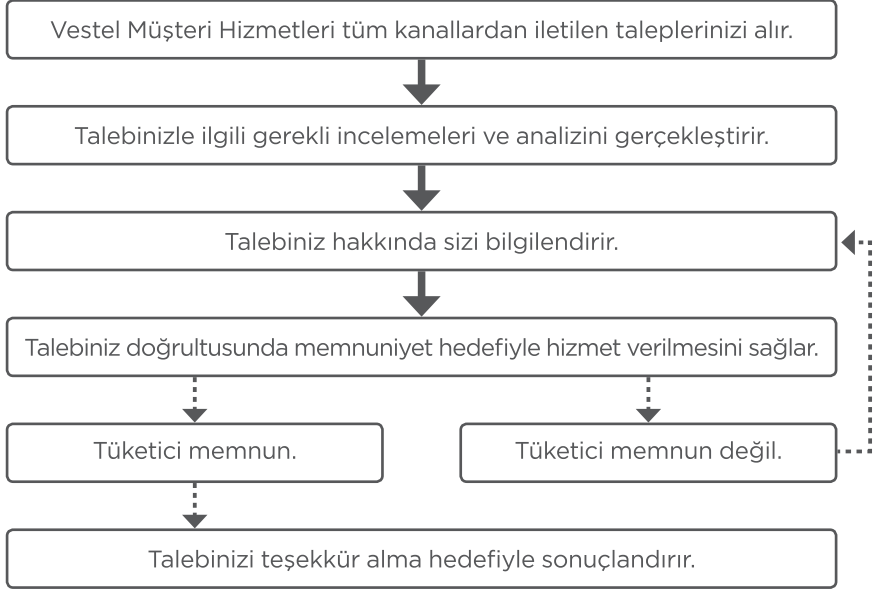 Vestel Müşteri Hizmetleri tüm kanallardan iletilen taleplerinizi alır.
Talebinizle ilgili gerekli incelemeleri ve analizini gerçekleştirir.
Talebiniz hakkında sizi bilgilendirir.
Talebiniz doğrultusunda memnuniyet hedefiyle hizmet verilmesini sağlar.
Tüketici memnun.
Tüketici memnun değil.
Talebinizi teşekkür alma hedefiyle sonuçlandırır.